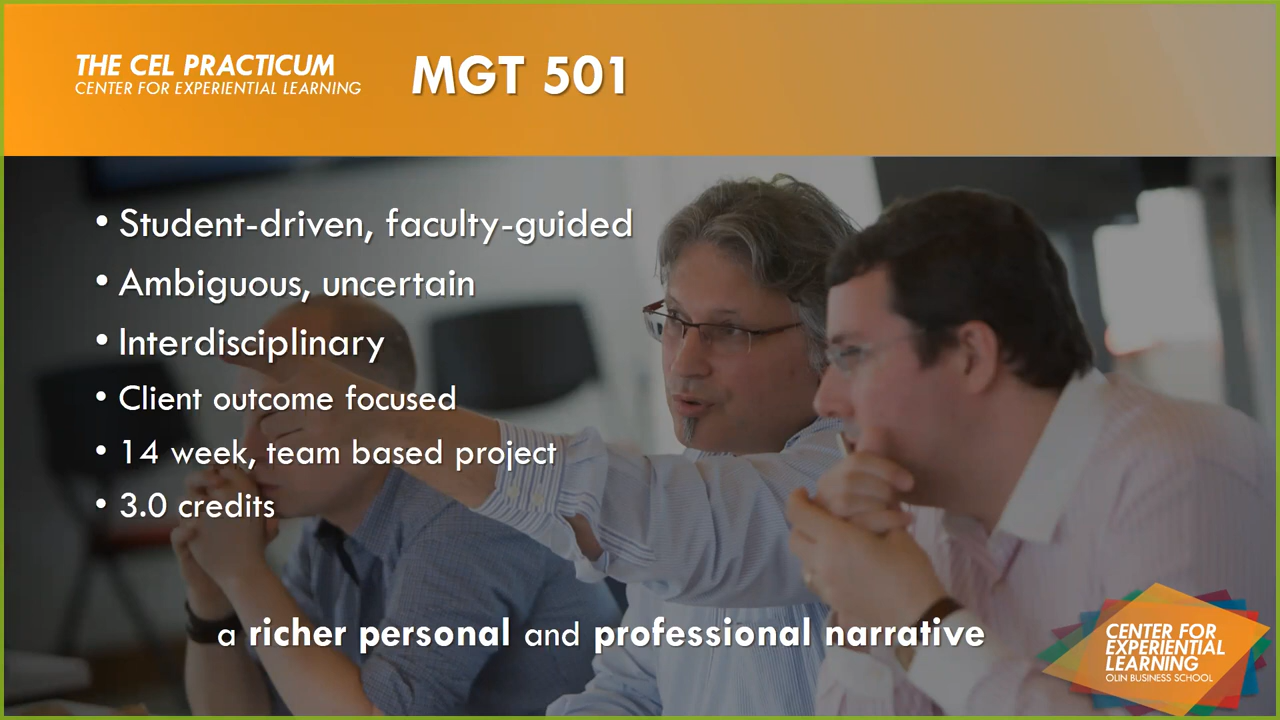 THE CEL PRACTICUM
CENTER FOR EXPERIENTIAL LEARNING
MGT 501
• Student-driven, faculty-guided
• Ambiguous, uncertain
• Interdisciplinary
• Client outcome focused
• 14 week, team based project
• 3.0 credits
a richer personal and professional narrative
CENTER FOR
EXPERIENTIAL
LEARNING
OLIN BUSINESS SCHOOL